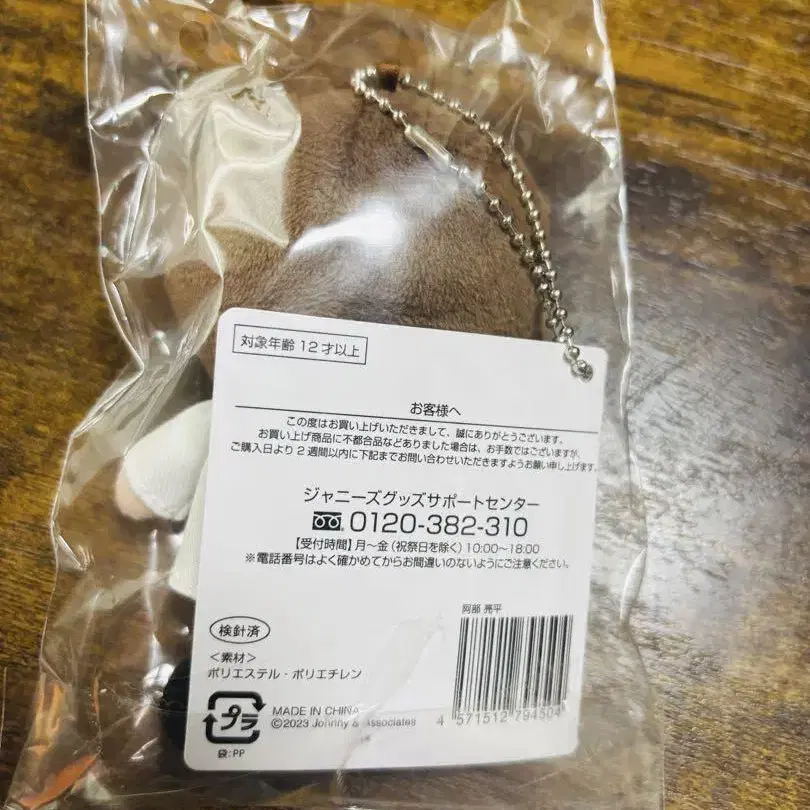 対象年齢 12才以上
お客様へ
この度はお買い上げいただきまして、誠にありがとうございます。
お買い上げ商品に不都合品などありました場合は、お手数ではございますが、
ご購入日より2週間以内に下記までお問い合わせいただきますようお願い申し上げます。
ジャニーズグッズサポートセンター
0120-382-310
【受付時間】月〜金(祝祭日を除く)10:00〜18:00
※電話番号はよく確かめてからお間違いのないようにご注意ください。
阿部 亮平
検針済
<素材>
ポリエステル・ポリエチレン
プラ
MADE IN CHINA
©2023 Johnny & Associates
4 571512 794504
袋:PP